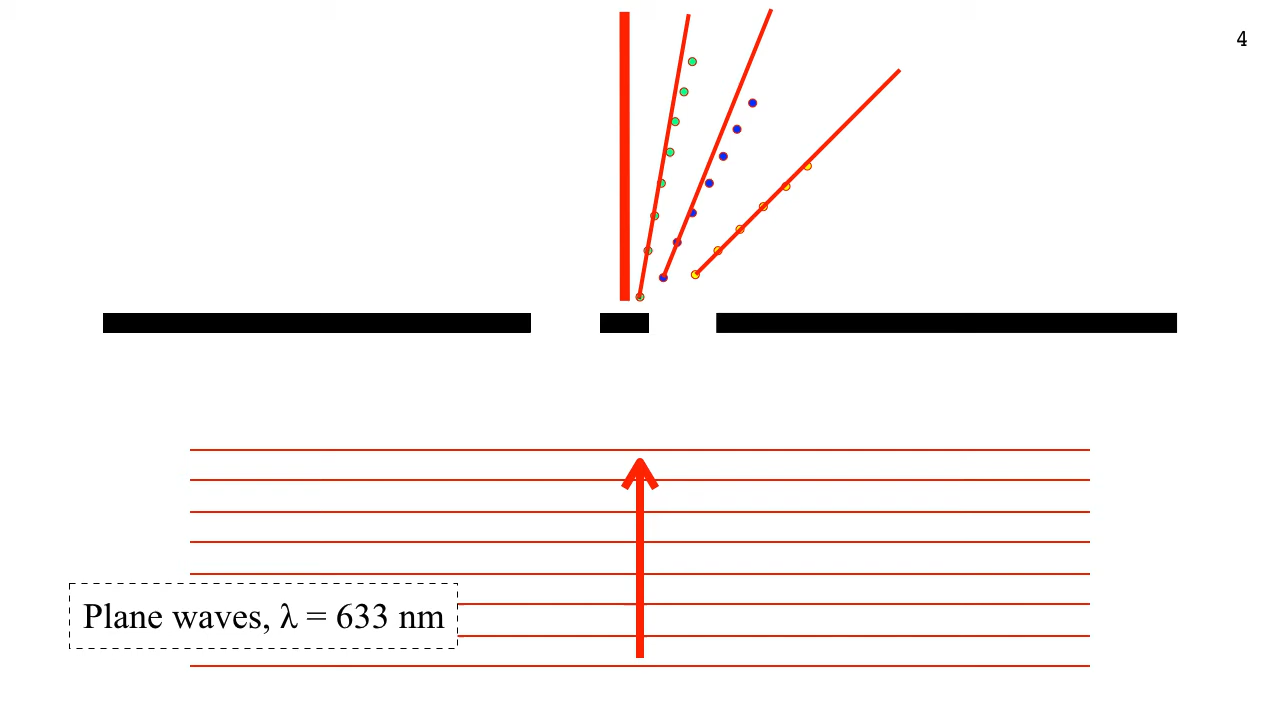 4
Plane waves, λ = 633 nm